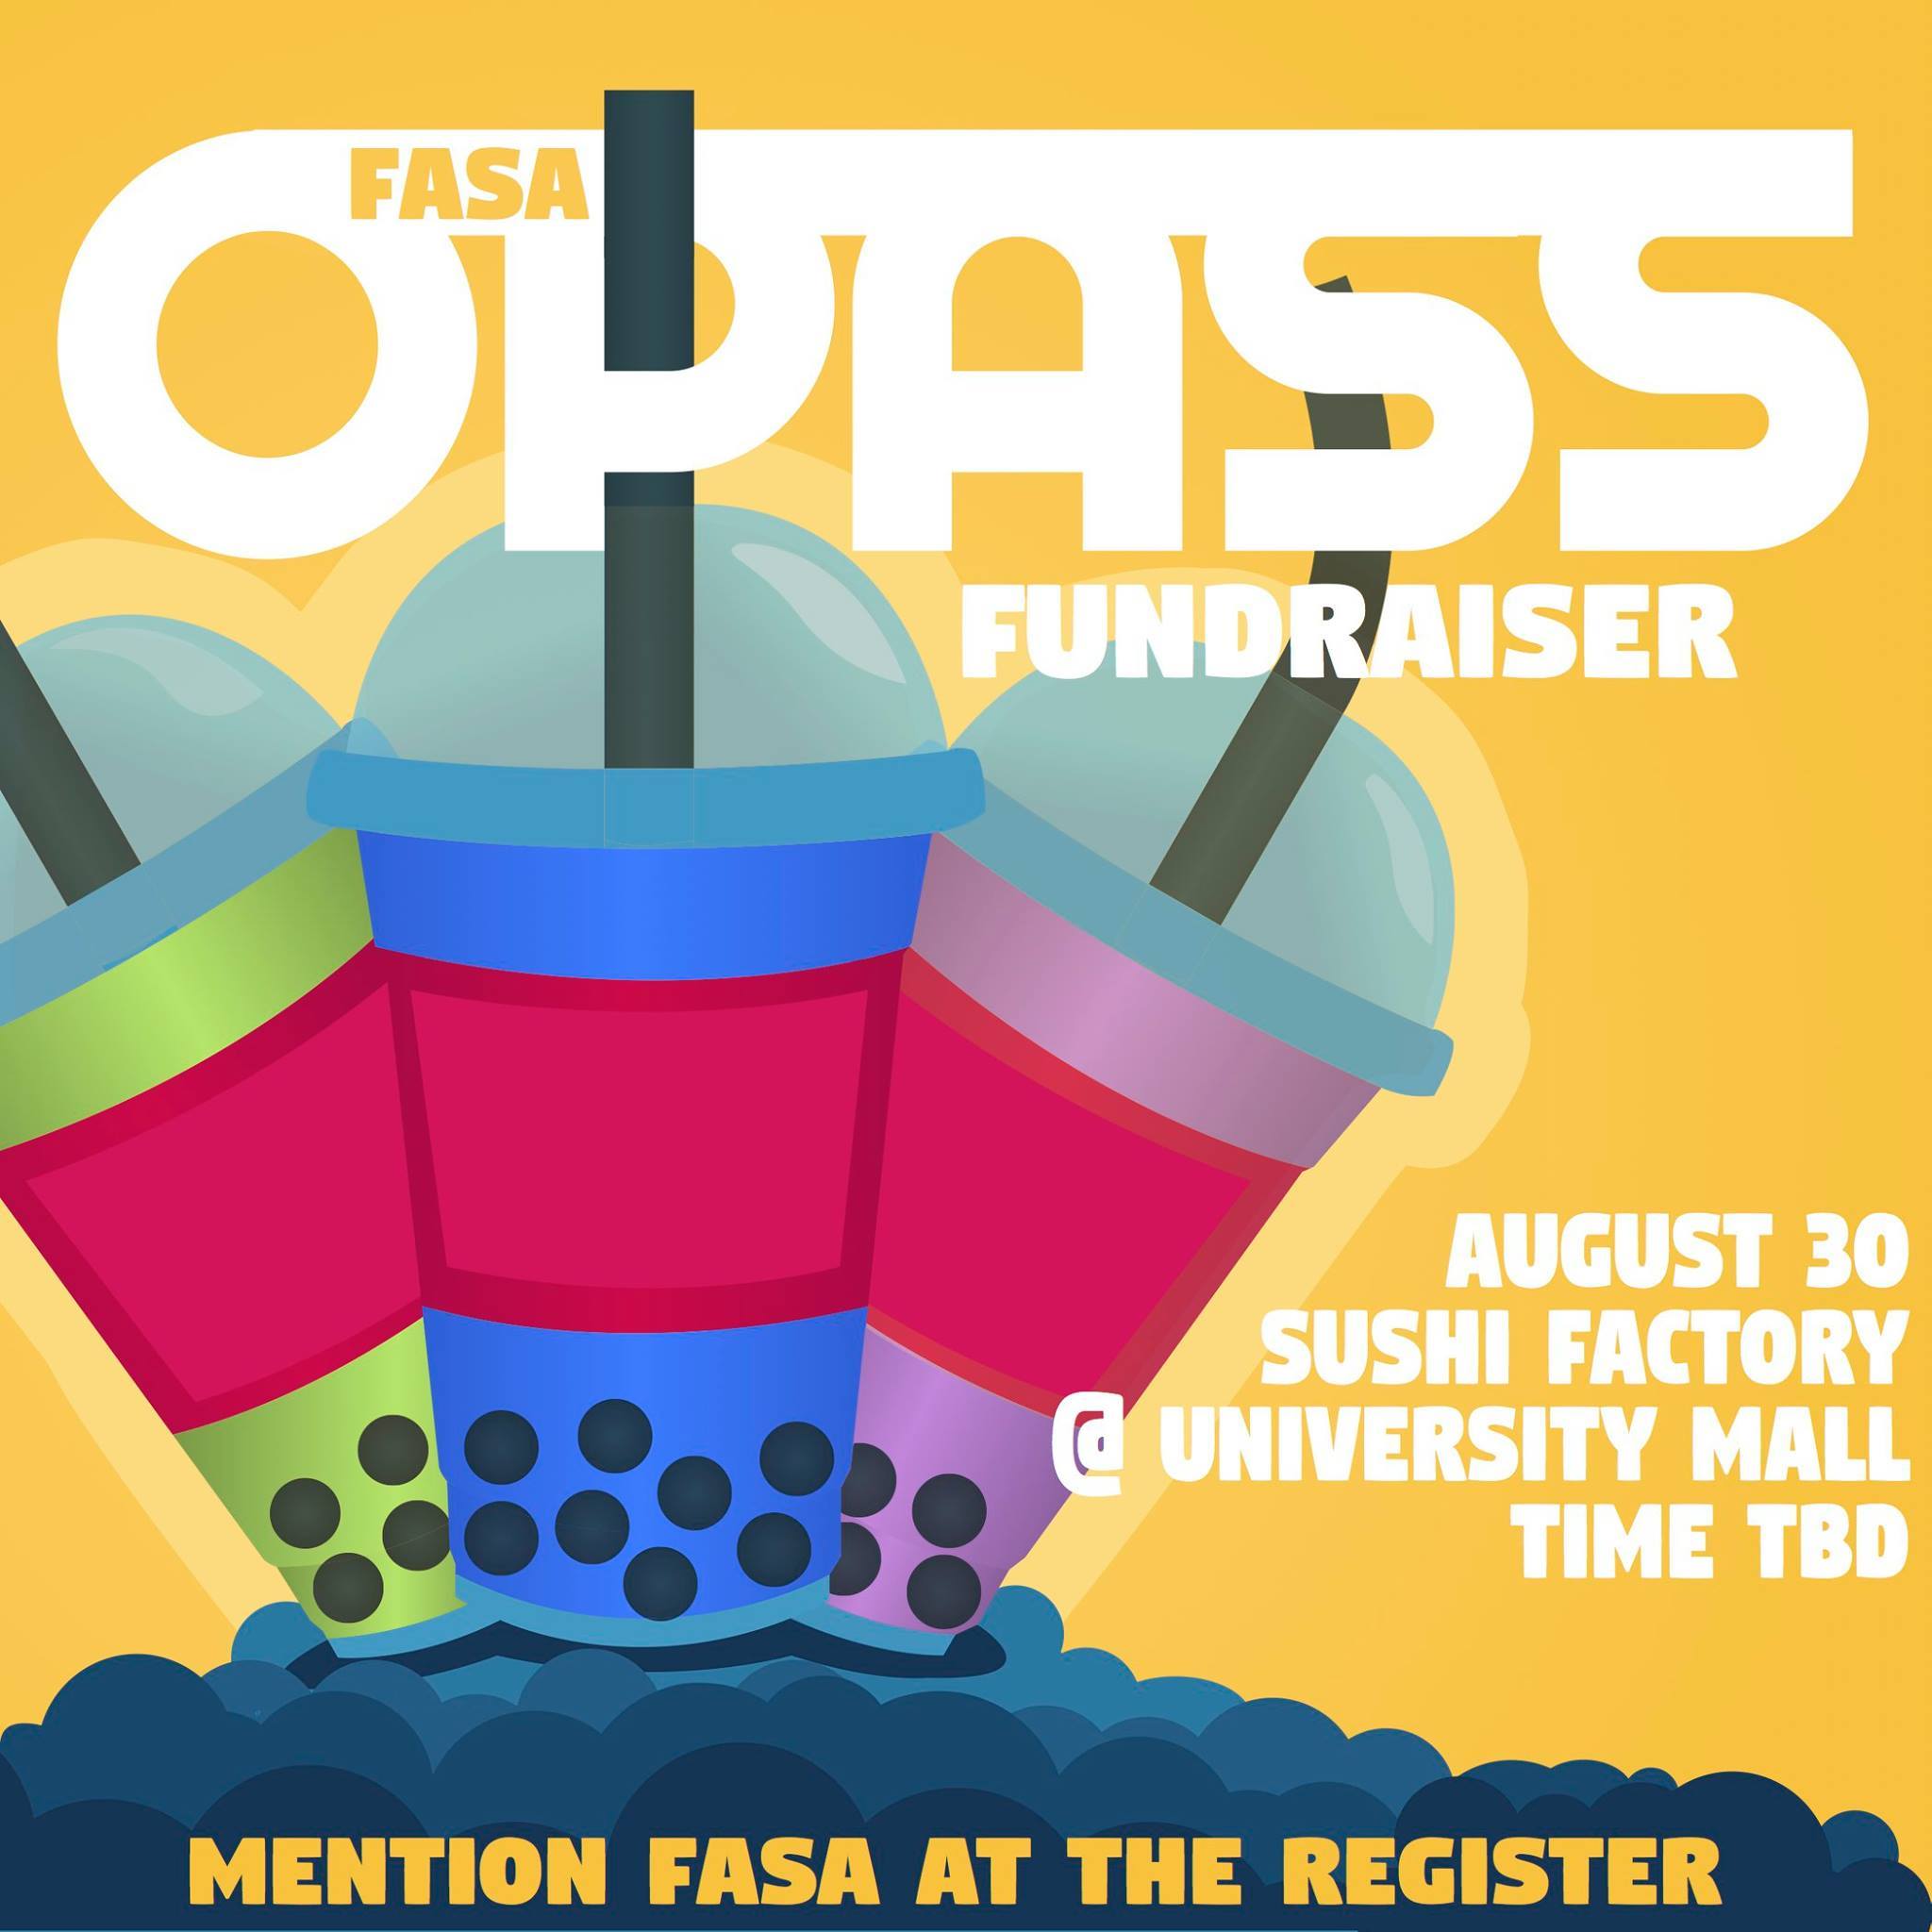 FASA
OPASS
FUNDRAISER
AUGUST 30
SUSHI FACTORY
@ UNIVERSITY MALL
TIME TBD
MENTION FASA AT THE REGISTER